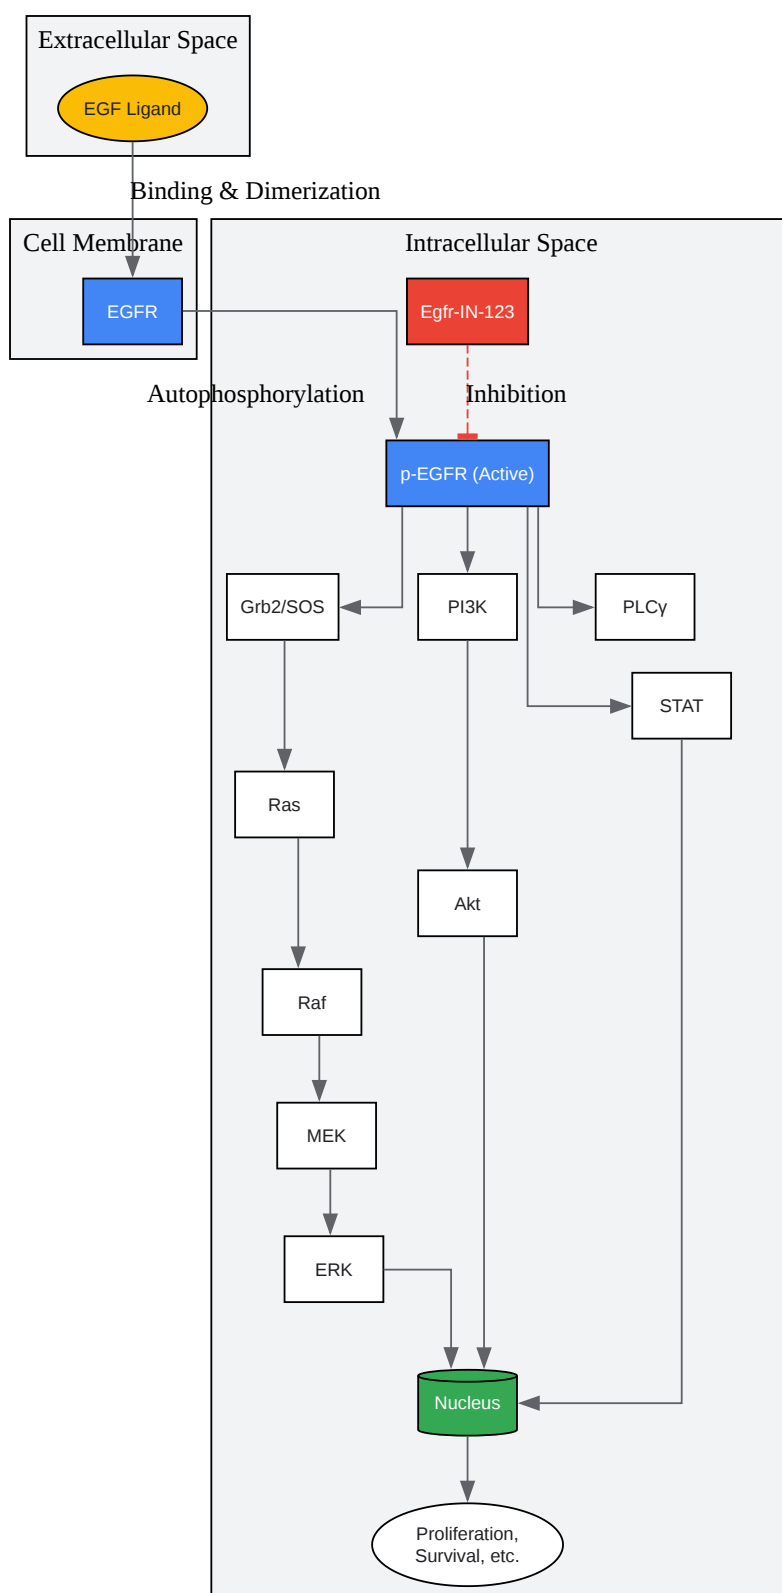 Extracellular Space
EGF Ligand
Binding & Dimerization
Cell Membrane
Intracellular Space
EGFR
Egfr-IN-123
Autophosphorylation
Inhibition
p-EGFR (Active)
Grb2/SOS
PI3K
PLCγ
STAT
Ras
Akt
Raf
MEK
ERK
Nucleus
Proliferation,
Survival, etc.